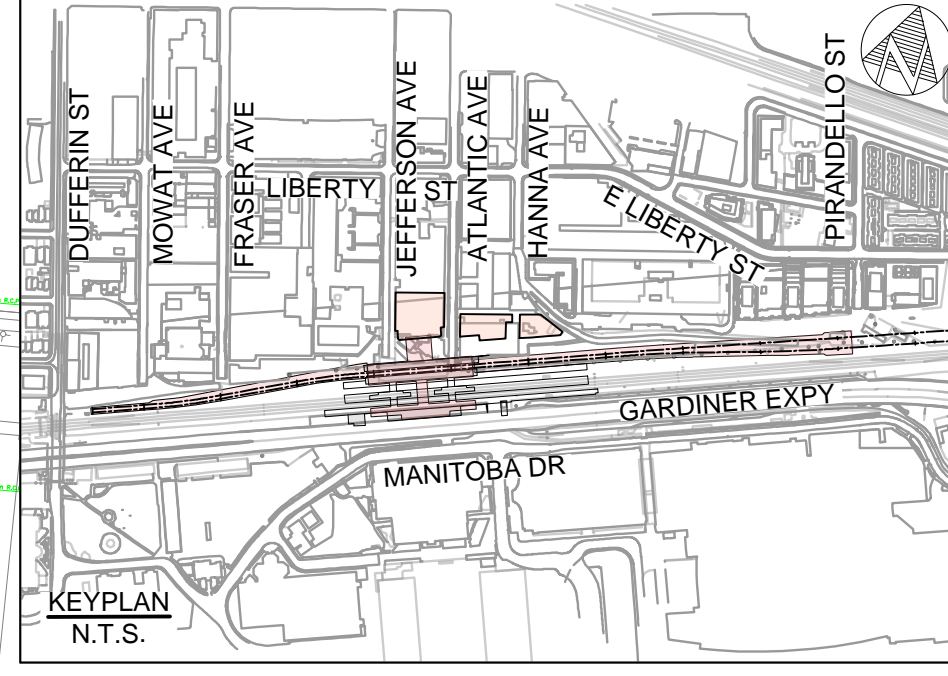 DUFFERIN ST
MOWAT AVE
FRASER AVE
JEFFERSON AVE
ATLANTIC AVE
HANNA AVE
PIRANDELLO ST
N
LIBERTY ST
E LIBERTY ST
GARDINER EXPY
MANITOBA DR
KEYPLAN
N.T.S.